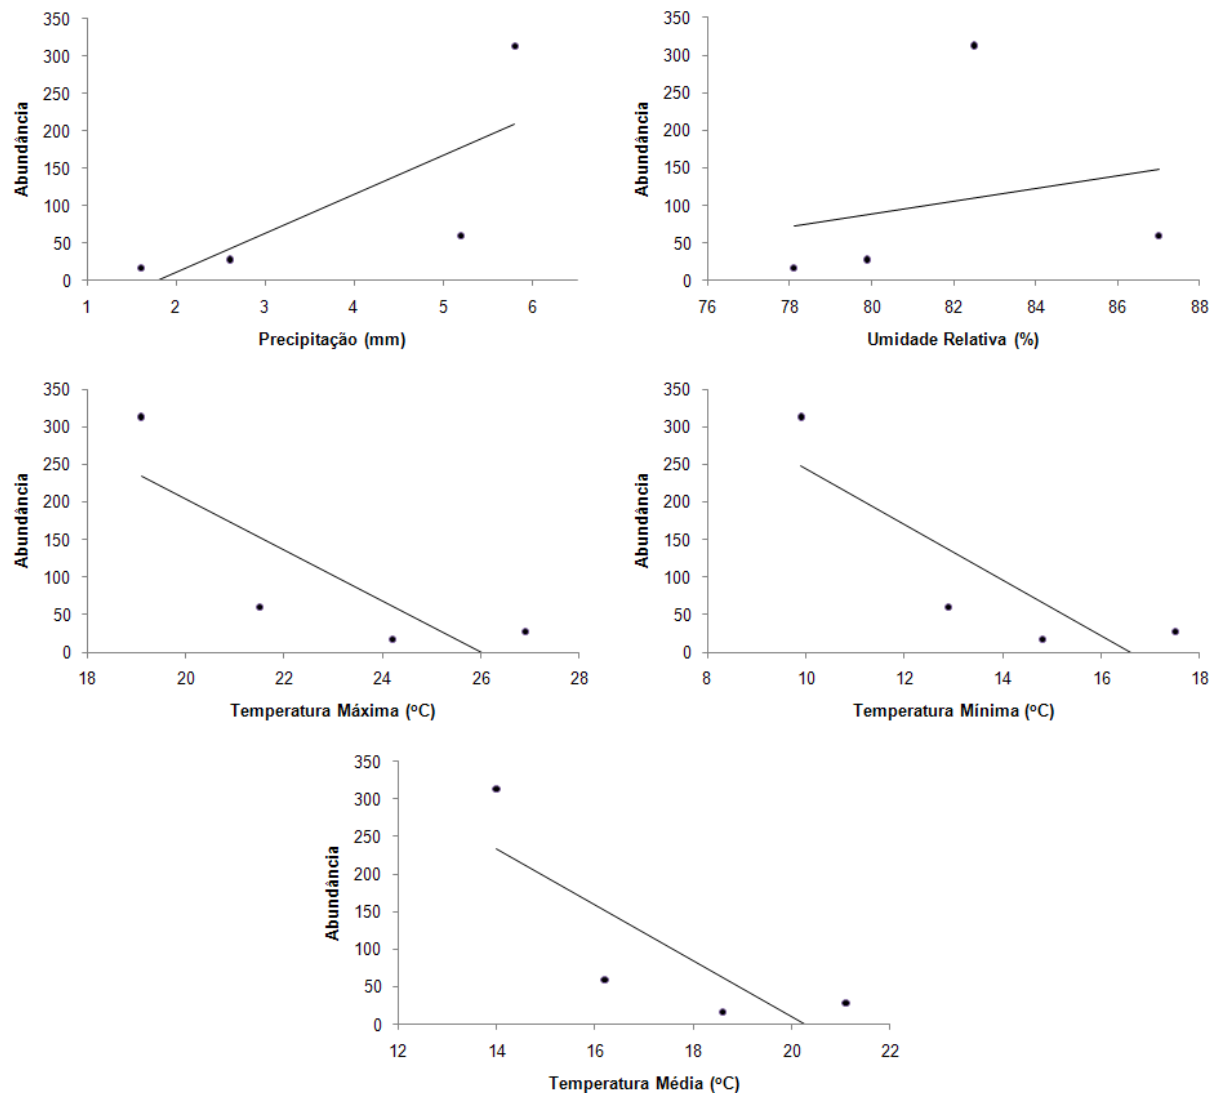 350
300
250
200
150
100
50
0
Abundância
1 2 3 4 5 6
Precipitação (mm)
350
300
250
200
150
100
50
0
Abundância
76 78 80 82 84 86 88
Umidade Relativa (%)
350
300
250
200
150
100
50
0
Abundância
18 20 22 24 26 28
Temperatura Máxima (ºC)
350
300
250
200
150
100
50
0
Abundância
8 10 12 14 16 18
Temperatura Mínima (ºC)
350
300
250
200
150
100
50
0
Abundância
12 14 16 18 20 22
Temperatura Média (ºC)